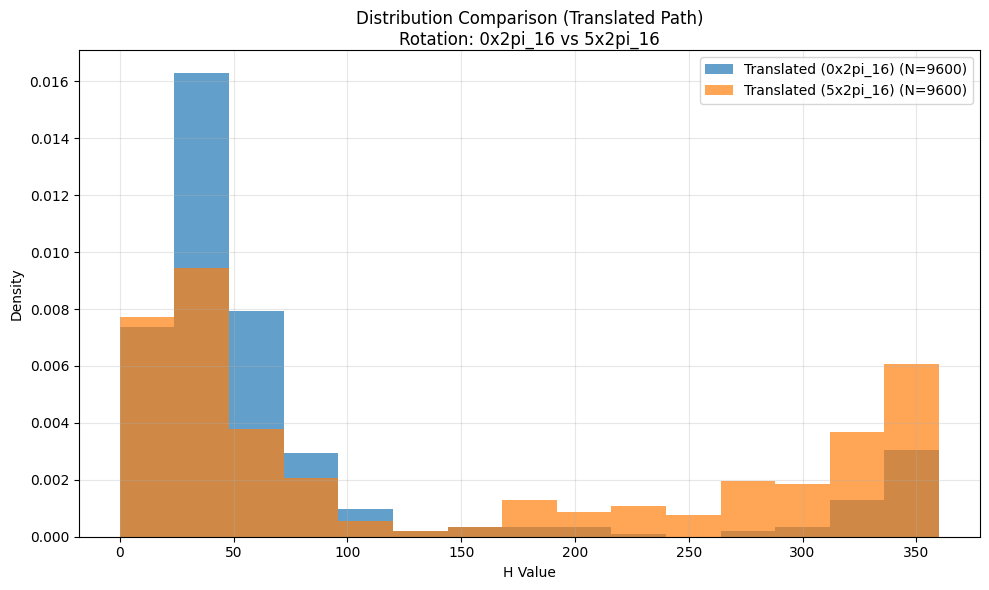 Distribution Comparison (Translated Path)
Rotation: 0x2pi_16 vs 5x2pi_16
Translated (0x2pi_16) (N=9600)
Translated (5x2pi_16) (N=9600)
0.016
0.014
0.012
0.010
0.008
0.006
0.004
0.002
0.000
Density
0 50 100 150 200 250 300 350
H Value